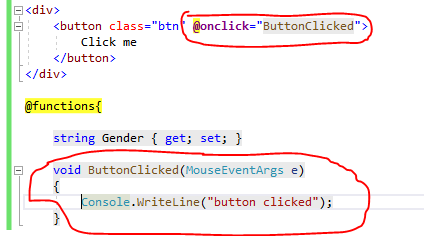 <div>
<button class="btn" @onclick="ButtonClicked">
Click me
</button>
</div>
@functions{
string Gender { get; set; }
void ButtonClicked(MouseEventArgs e)
{
Console.WriteLine("button clicked");
}